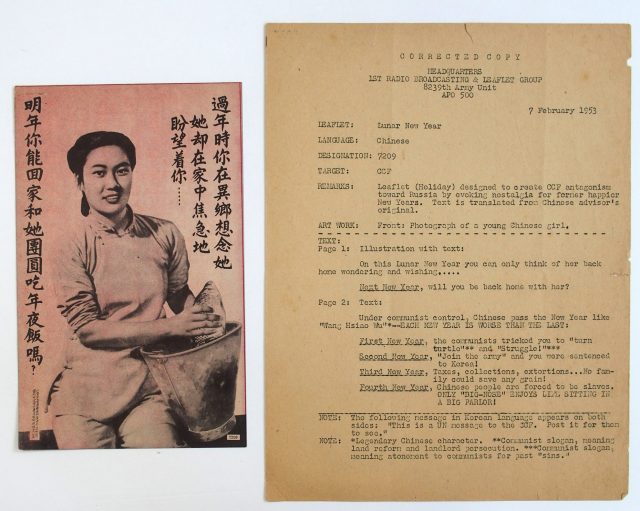 過年時你在異鄉想念她
她却在家中焦急地
盼望着你......
明年你能回家和她團圓吃年夜飯嗎?
7209
CORRECTED COPY
HEADQUARTERS
1ST RADIO BROADCASTING & LEAFLET GROUP
8239th Army Unit
APO 500
7 February 1953
LEAFLET: Lunar New Year
LANGUAGE: Chinese
DESIGNATION: 7209
TARGET: CCF
REMARKS: Leaflet (Holiday) designed to create CCF antagonism
toward Russia by evoking nostalgia for former happier
New Years. Text is translated from Chinese advisor's
original.
ART WORK: Front: Photograph of a young Chinese girl.
TEXT:
Page 1: Illustration with text:
On this Lunar New Year you can only think of her back
home wondering and wishing.....
Next New Year, will you be back home with her?
Page 2: Text:
Under communist control, Chinese pass the New Year like
"Wang Hsiao Wu"*--EACH NEW YEAR IS WORSE THAN THE LAST:
First New Year, the communists tricked you to "turn
turtle"** and "Struggle!"***
Second New Year, "Join the army" and you were sentenced
to Korea!
Third New Year, Taxes, collections, extortions...No fam-
ily could save any grain!
Fourth New Year, Chinese people are forced to be slaves.
ONLY "BIG-NOSE" ENJOYS LIFE SITTING IN
A BIG PARLOR!
NOTE: The following message in Korean language appears on both
sides: "This is a UN message to the CCF. Post it for them
to see."
NOTE: *Legendary Chinese character. **Communist slogan, meaning
land reform and landlord persecution. ***Communist slogan,
meaning atonement to communists for past "sins."